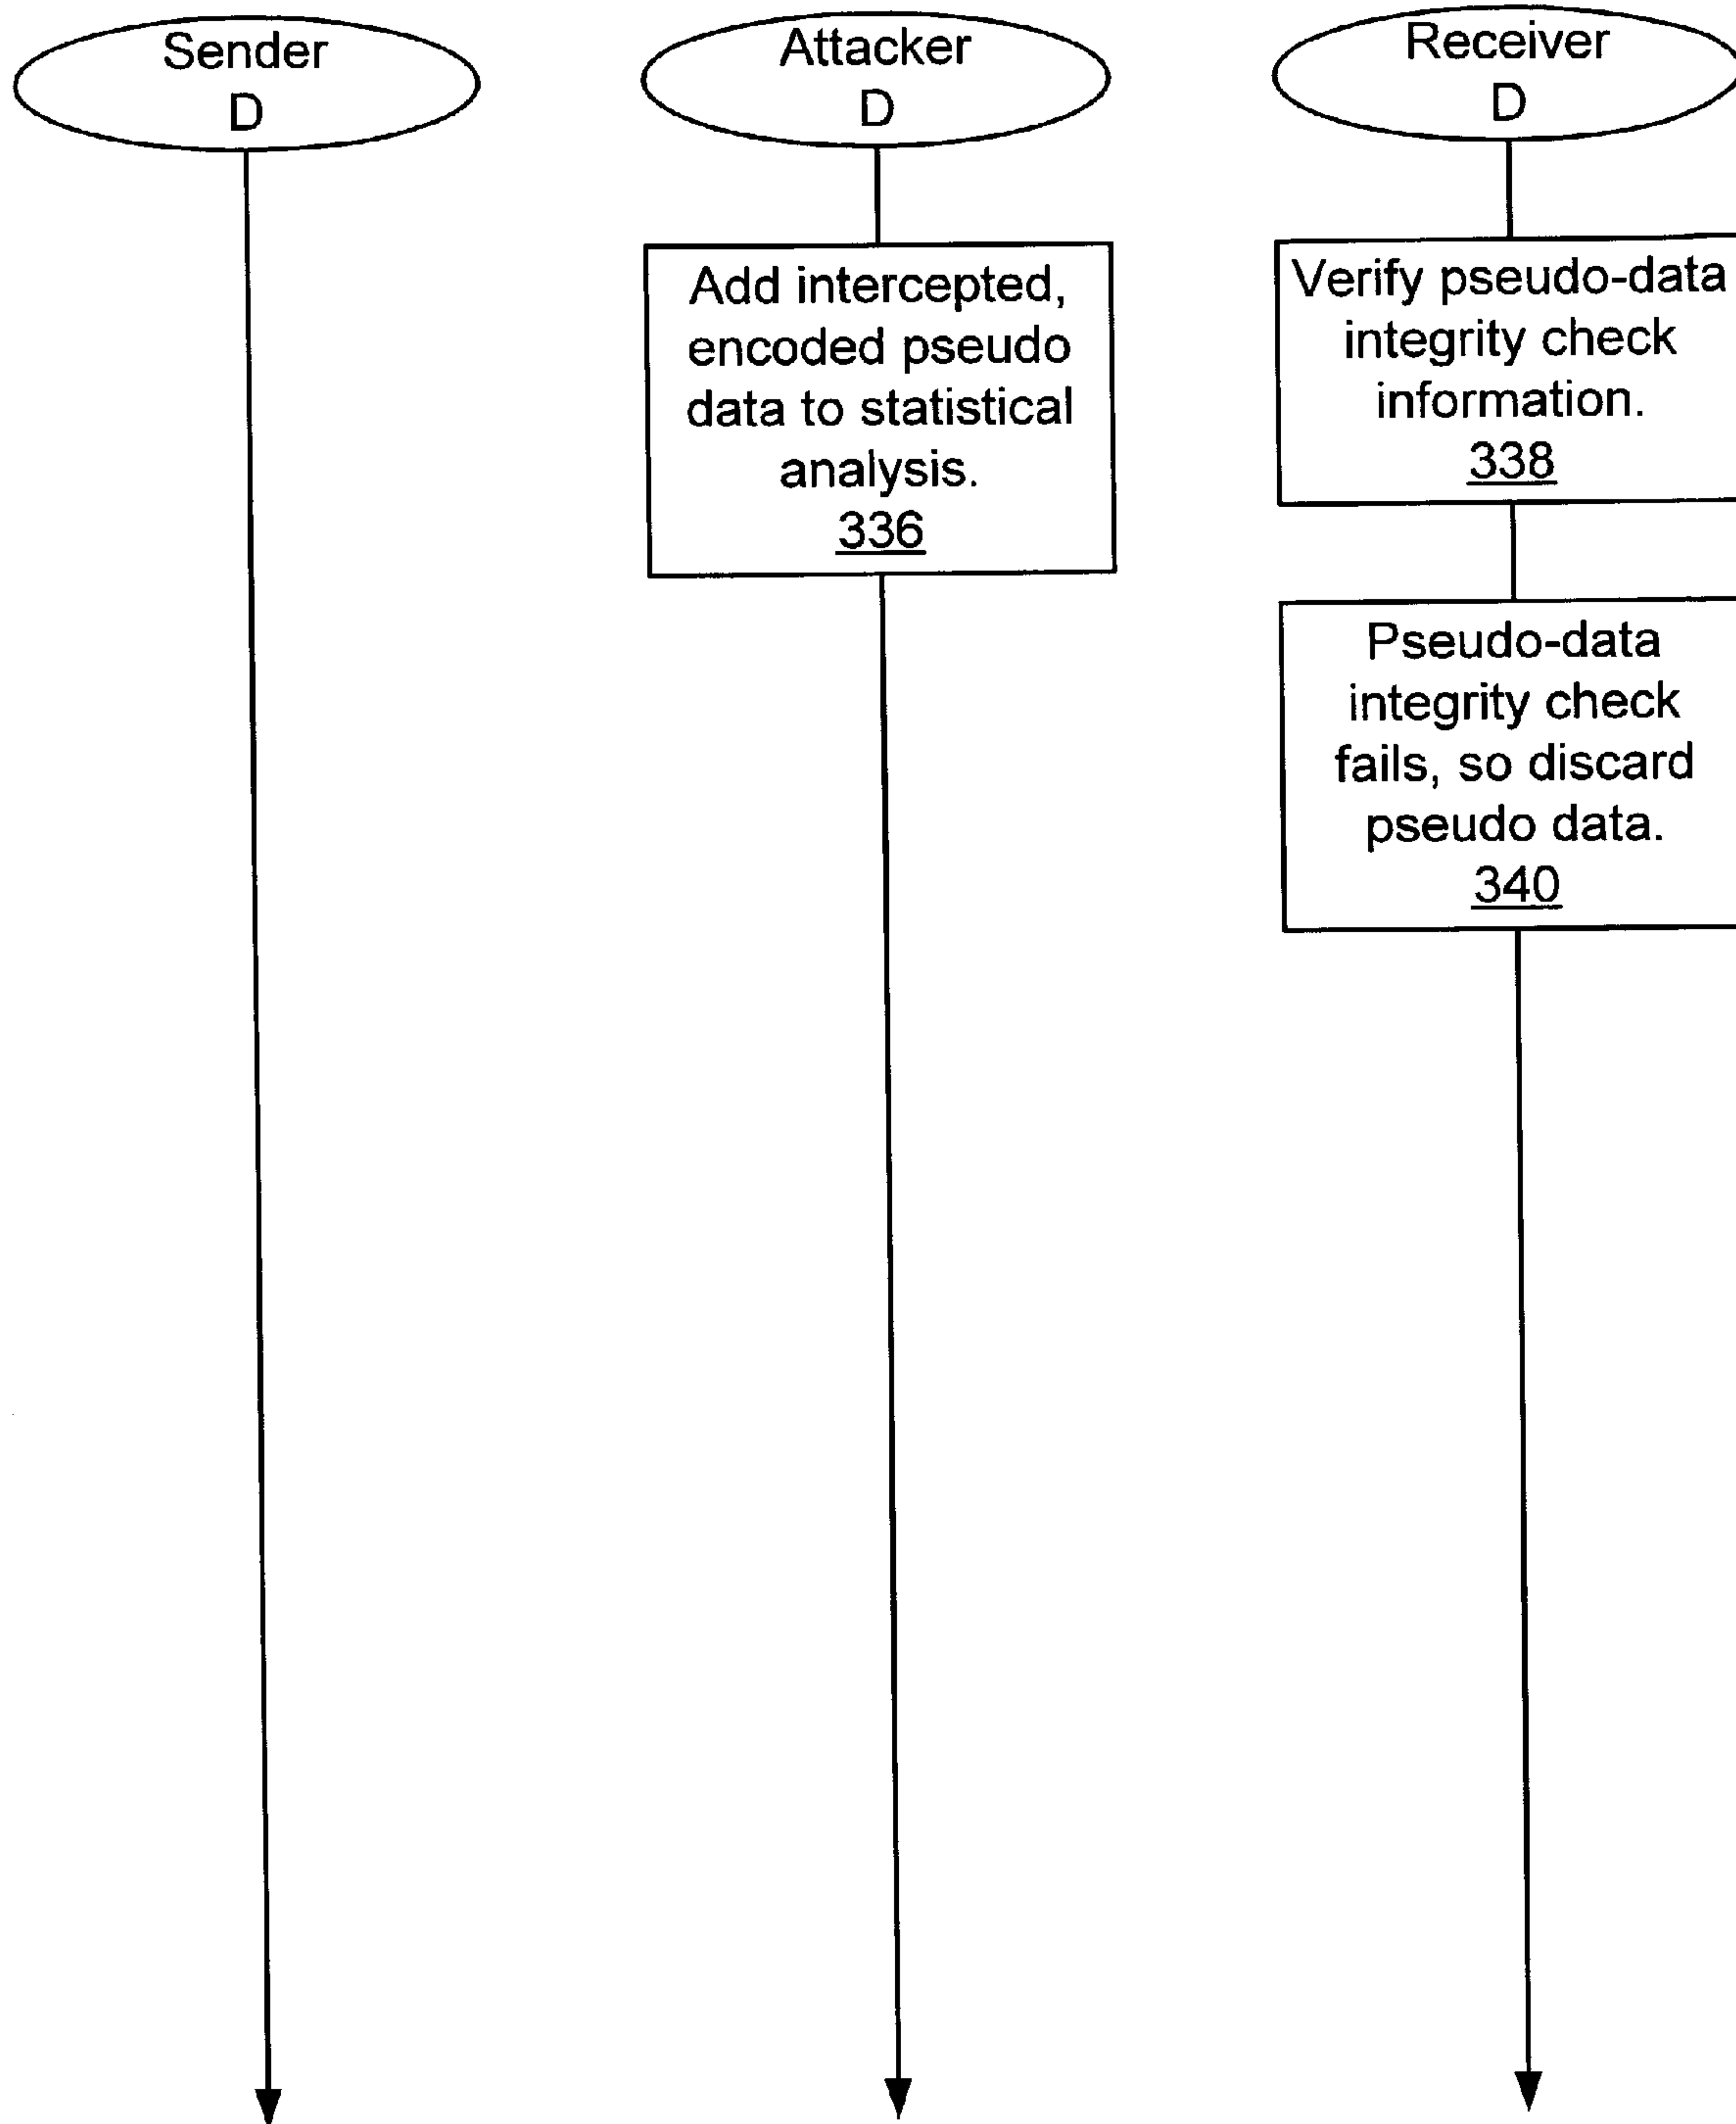 Sender
D
Attacker
D
Receiver
D
Add intercepted,
encoded pseudo
data to statistical
analysis.
336
Verify pseudo-data
integrity check
information.
338
Pseudo-data
integrity check
fails, so discard
pseudo data.
340